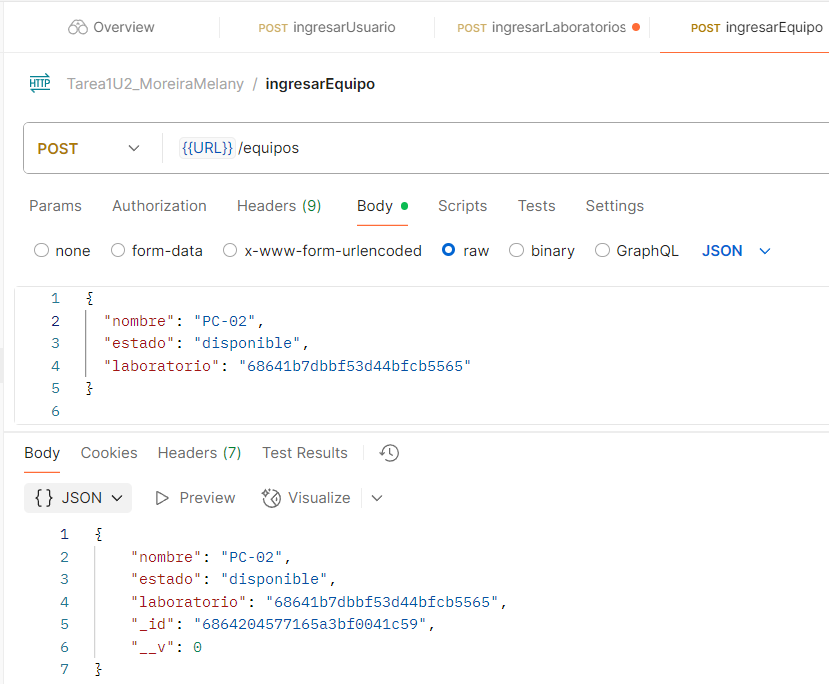 Overview POST ingresarUsuario POST ingresarLaboratorios POST ingresarEquipo
HTTP Tarea1U2_MoreiraMelany / ingresarEquipo
POST {{URL}} /equipos
Params Authorization Headers (9) Body Scripts Tests Settings
none form-data x-www-form-urlencoded raw binary GraphQL JSON
1 {
2 "nombre": "PC-02",
3 "estado": "disponible",
4 "laboratorio": "68641b7dbbf53d44bfcb5565"
5 }
6
Body Cookies Headers (7) Test Results
{} JSON Preview Visualize
1 {
2 "nombre": "PC-02",
3 "estado": "disponible",
4 "laboratorio": "68641b7dbbf53d44bfcb5565",
5 "_id": "6864204577165a3bf0041c59",
6 "__v": 0
7 }